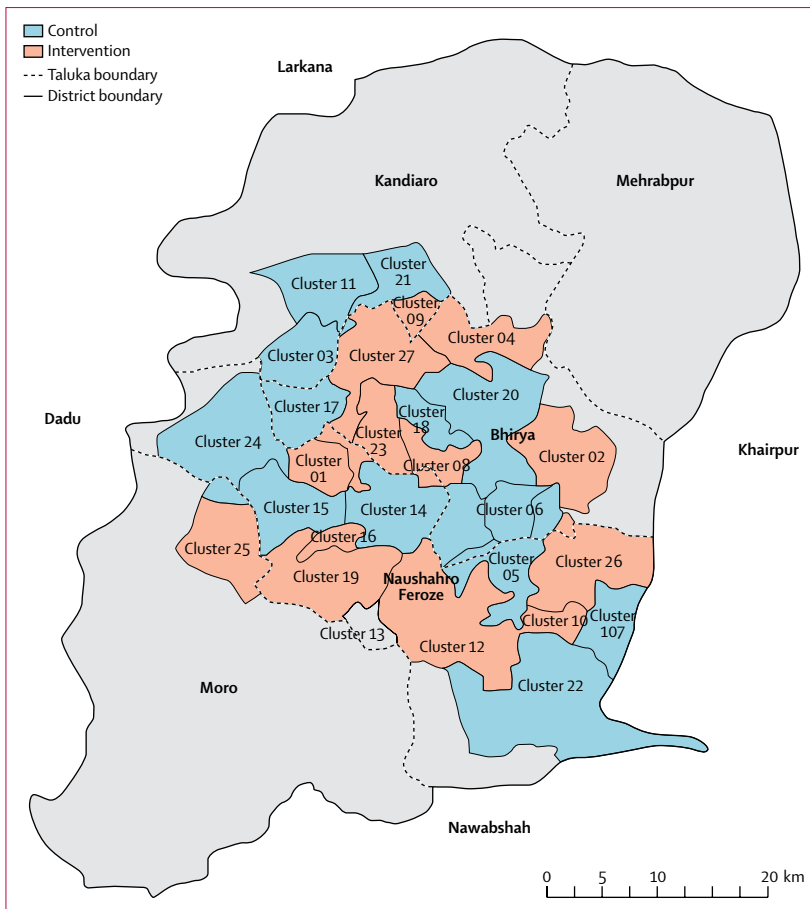 Control
Intervention
Taluka boundary
District boundary
Larkana
Kandiaro
Mehrabpur
Cluster
21
Cluster 11
Cluster
09
Cluster 04
Cluster 03
Cluster 27
Cluster 20
Cluster 17
Cluster
18
Dadu
Cluster 24
Cluster
23
Bhirya
Khairpur
Cluster 02
Cluster
01
Cluster 08
Cluster 15
Cluster 14
Cluster 06
Cluster 16
Cluster 25
Cluster
05
Cluster 26
Cluster 19
Naushahro
Feroze
Cluster 10
Cluster
107
Cluster 13
Cluster 12
Cluster 22
Moro
Nawabshah
0 5 10 20 km